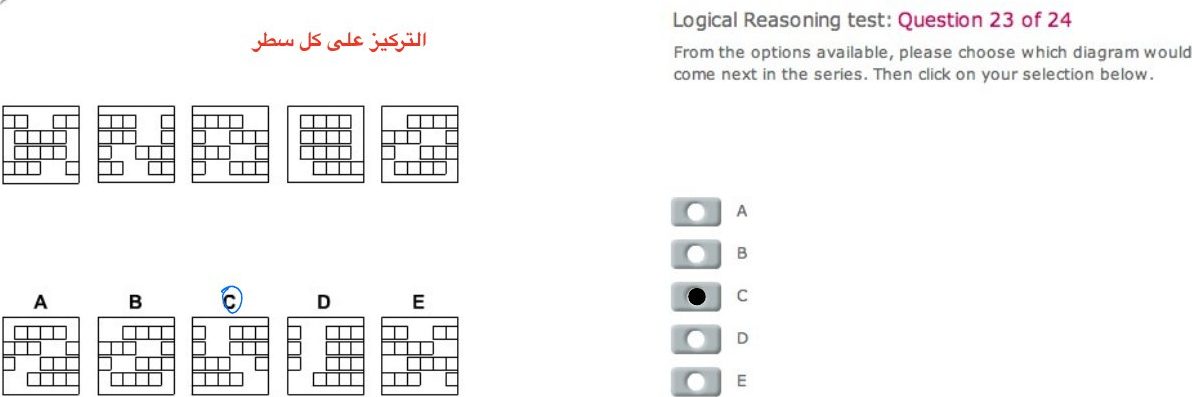 التركيز على كل سطر
Logical Reasoning test: Question 23 of 24
From the options available, please choose which diagram would
come next in the series. Then click on your selection below.
A
B
C
D
E
A B C D E